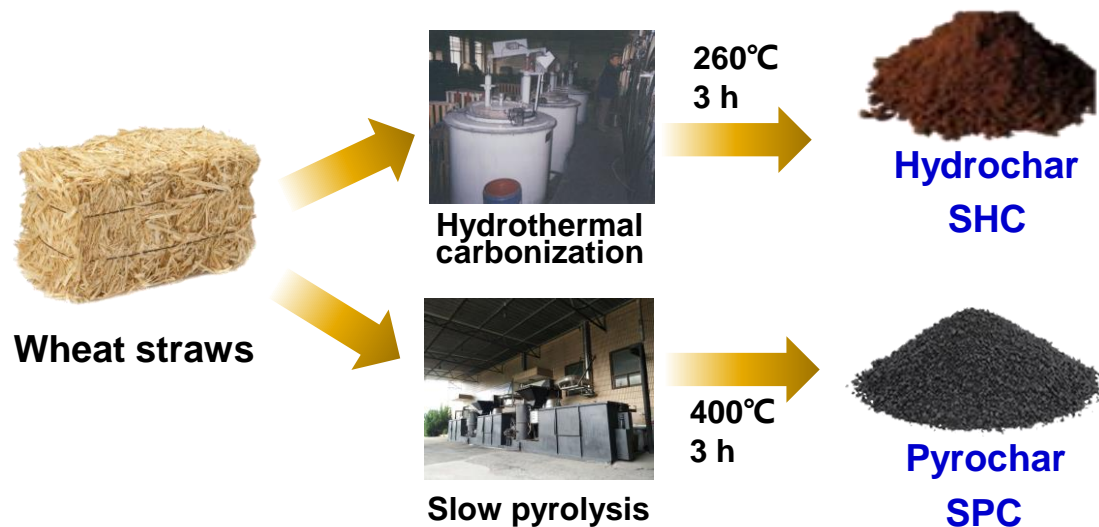 Wheat straws
Hydrothermal
carbonization
260℃
3 h
Hydrochar
SHC
Slow pyrolysis
400℃
3 h
Pyrochar
SPC